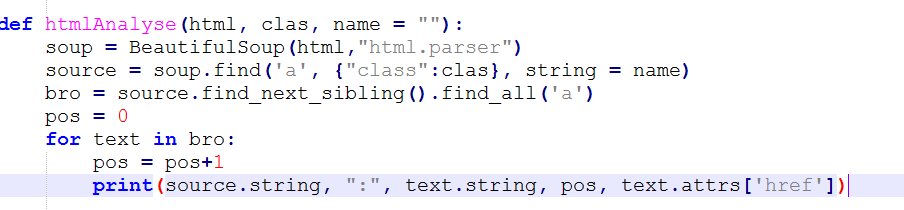 def htmlAnalyse(html, clas, name = ""):
    soup = BeautifulSoup(html,"html.parser")
    source = soup.find('a', {"class":clas}, string = name)
    bro = source.find_next_sibling().find_all('a')
    pos = 0
    for text in bro:
        pos = pos+1
        print(source.string, ":", text.string, pos, text.attrs['href'])